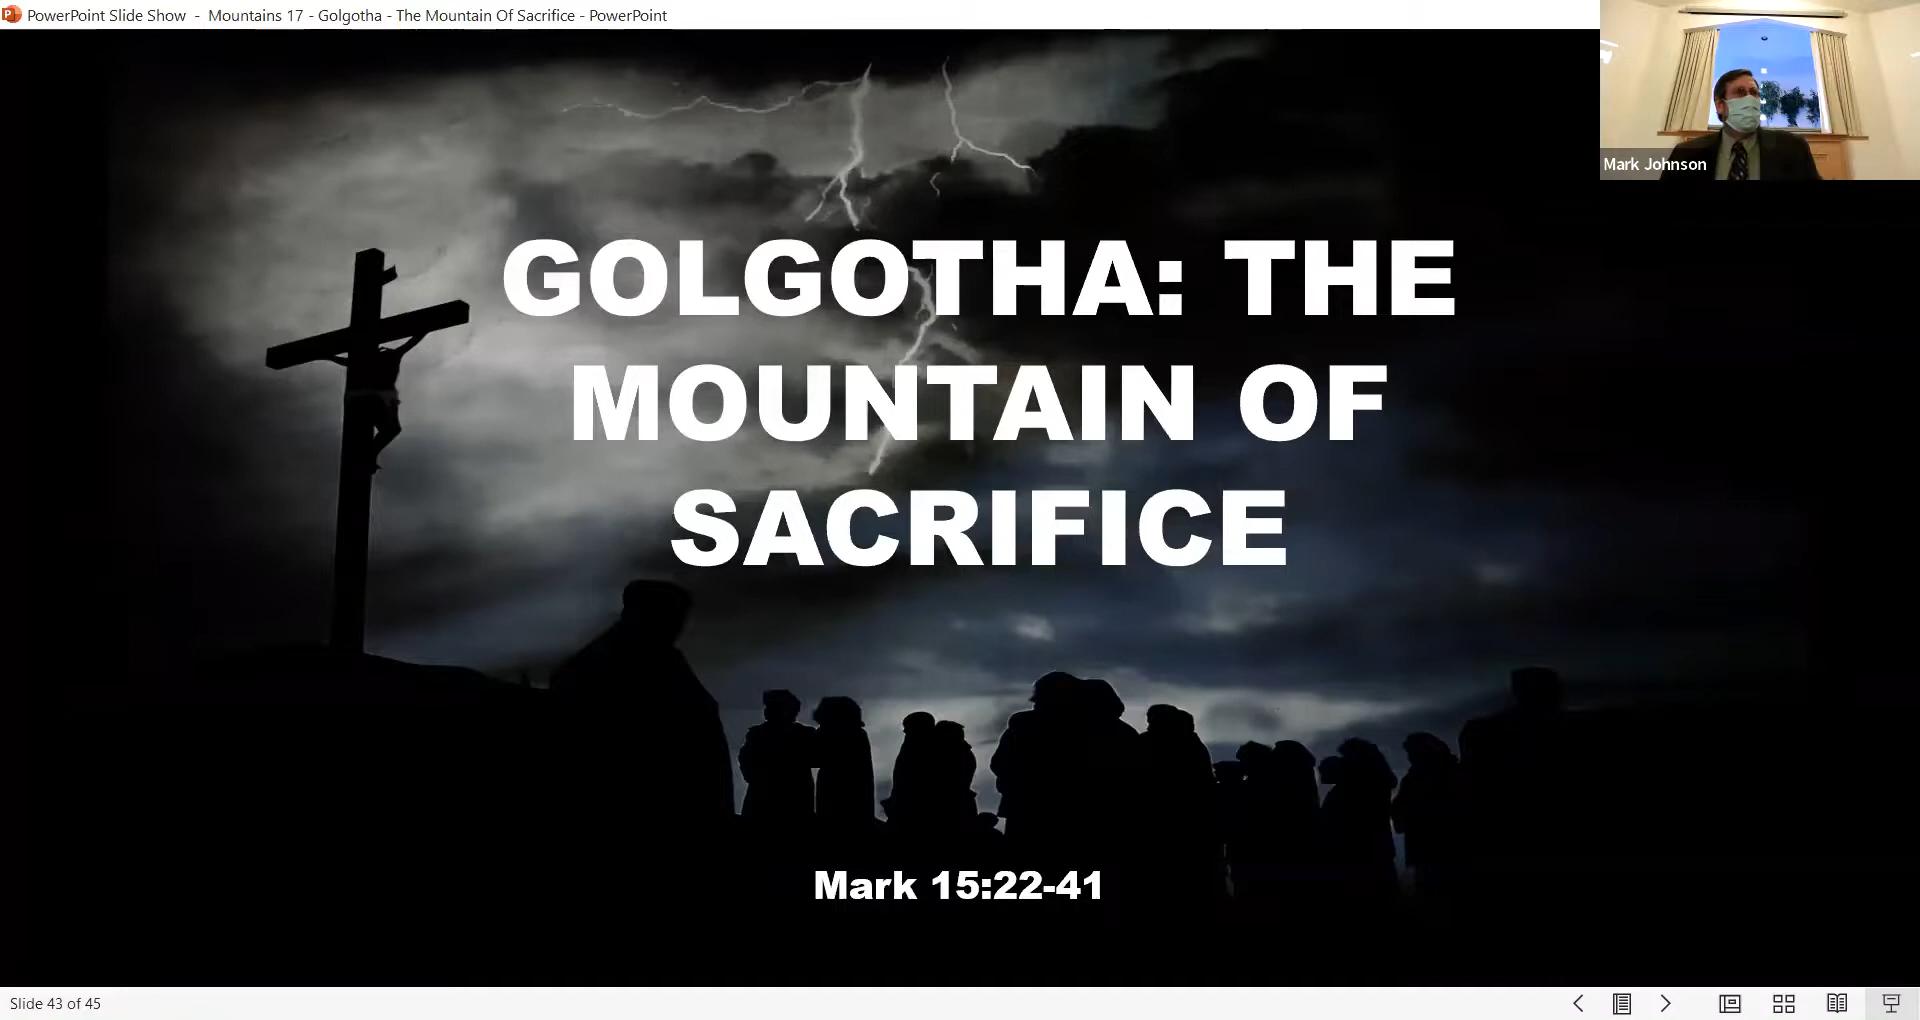 PowerPoint Slide Show  -  Mountains 17 - Golgotha - The Mountain Of Sacrifice - PowerPoint
Mark Johnson
GOLGOTHA: THE
MOUNTAIN OF
SACRIFICE
Mark 15:22-41
Slide 43 of 45